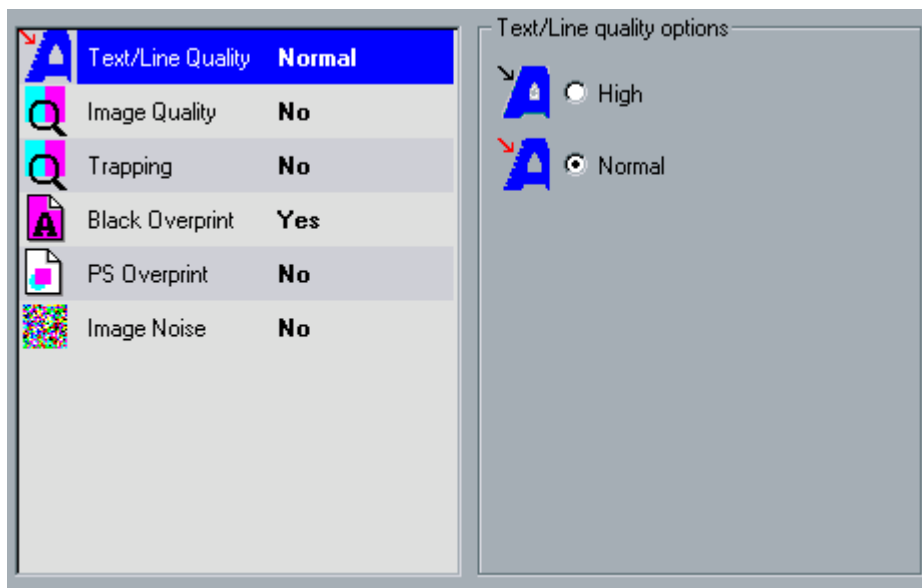 Text/Line Quality Normal
Image Quality No
Trapping No
Black Overprint Yes
PS Overprint No
Image Noise No
Text/Line quality options
High
Normal